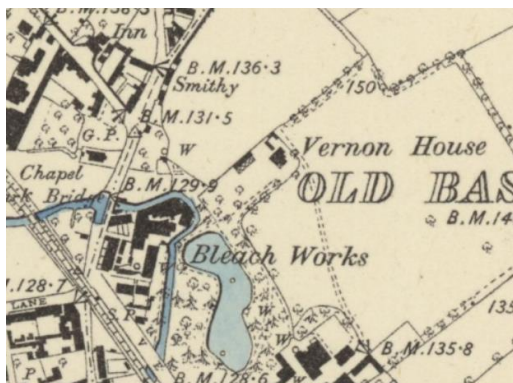 Inn
B.M.136·3
Smithy
B.M.131·5
150
G.P.
W
Vernon House
Chapel
B.M.129·9
OLD BAS
Bridge
B.M.14
Bleach Works
W
M.128·7
LANE
S.P.
W
135
W
B.M.135·8
P
B.M.128·6
W